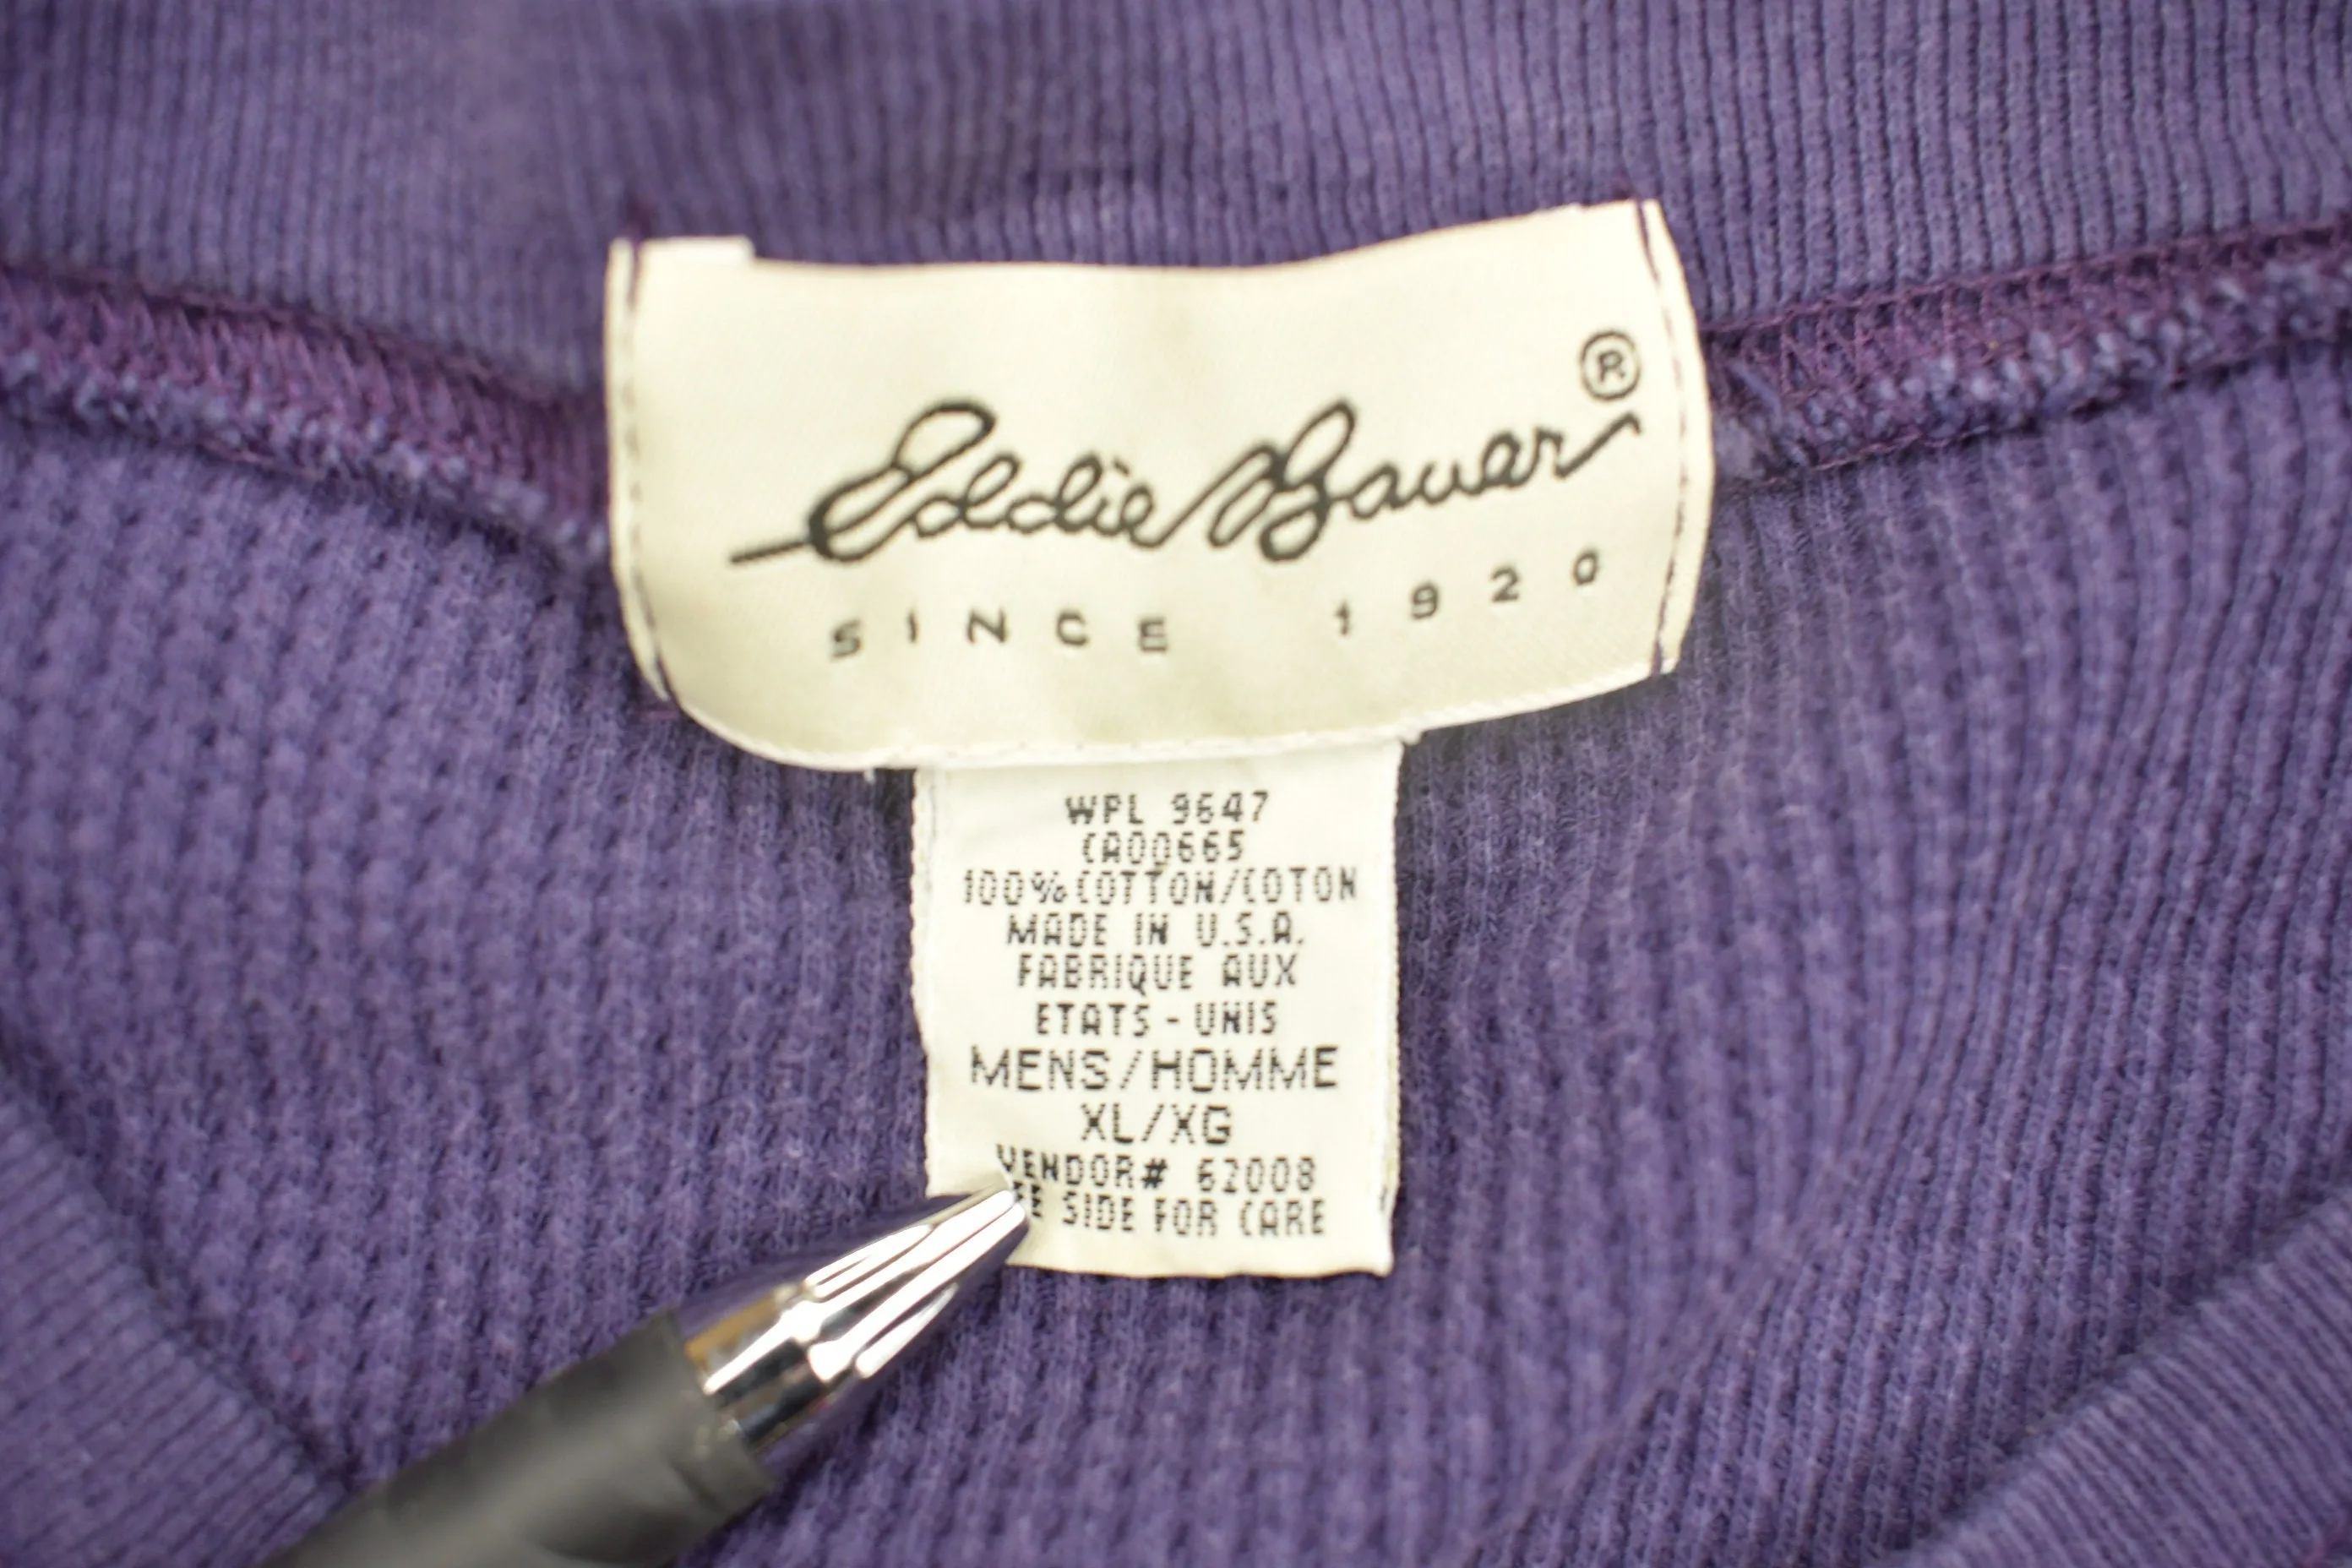 Eddie Bauer®
SINCE 1920
WPL 9647
CA00665
100% COTTON/COTON
MADE IN U.S.A.
FABRIQUE AUX
ETATS-UNIS
MENS/HOMME
XL/XG
VENDOR# 62008
SIDE FOR CARE